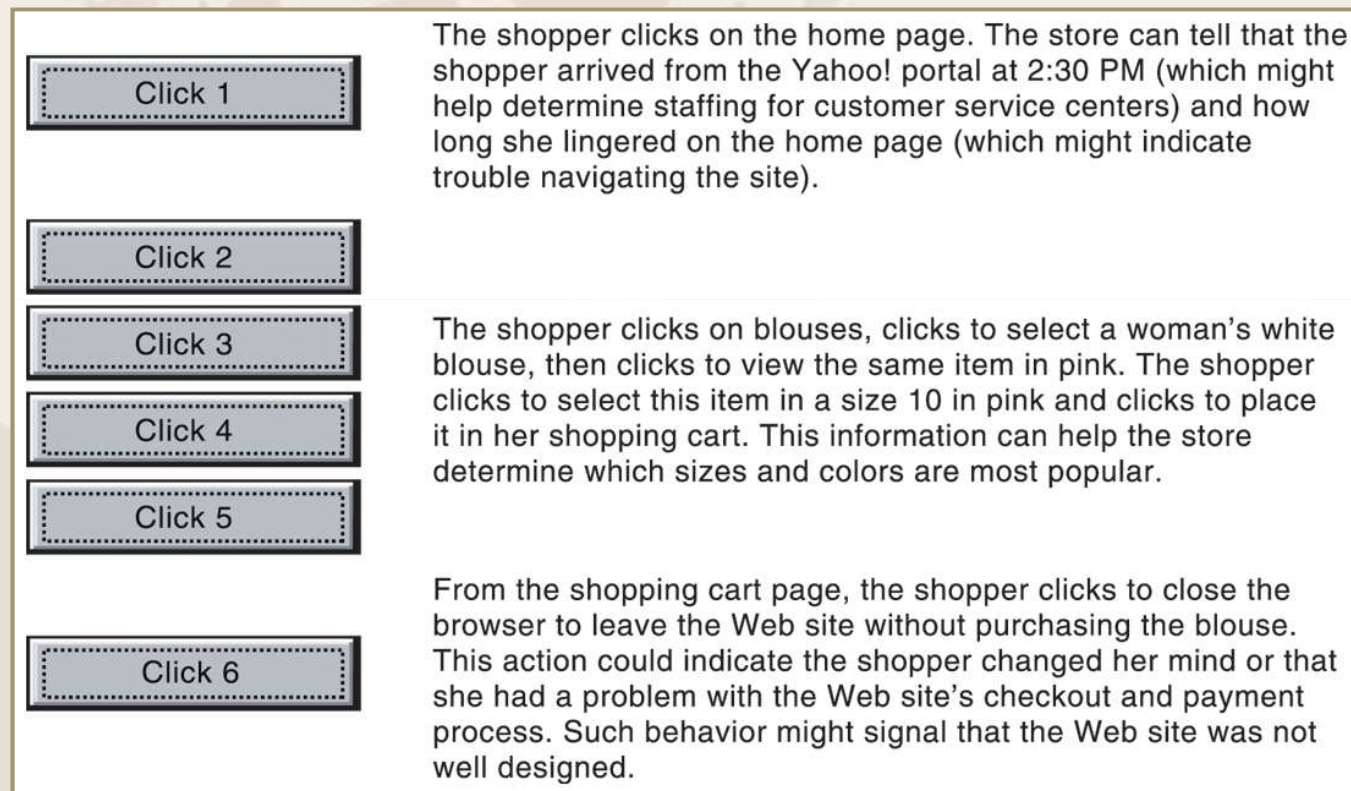 Click 1
The shopper clicks on the home page. The store can tell that the
shopper arrived from the Yahoo! portal at 2:30 PM (which might
help determine staffing for customer service centers) and how
long she lingered on the home page (which might indicate
trouble navigating the site).
Click 2
Click 3
Click 4
Click 5
The shopper clicks on blouses, clicks to select a woman's white
blouse, then clicks to view the same item in pink. The shopper
clicks to select this item in a size 10 in pink and clicks to place
it in her shopping cart. This information can help the store
determine which sizes and colors are most popular.
Click 6
From the shopping cart page, the shopper clicks to close the
browser to leave the Web site without purchasing the blouse.
This action could indicate the shopper changed her mind or that
she had a problem with the Web site's checkout and payment
process. Such behavior might signal that the Web site was not
well designed.